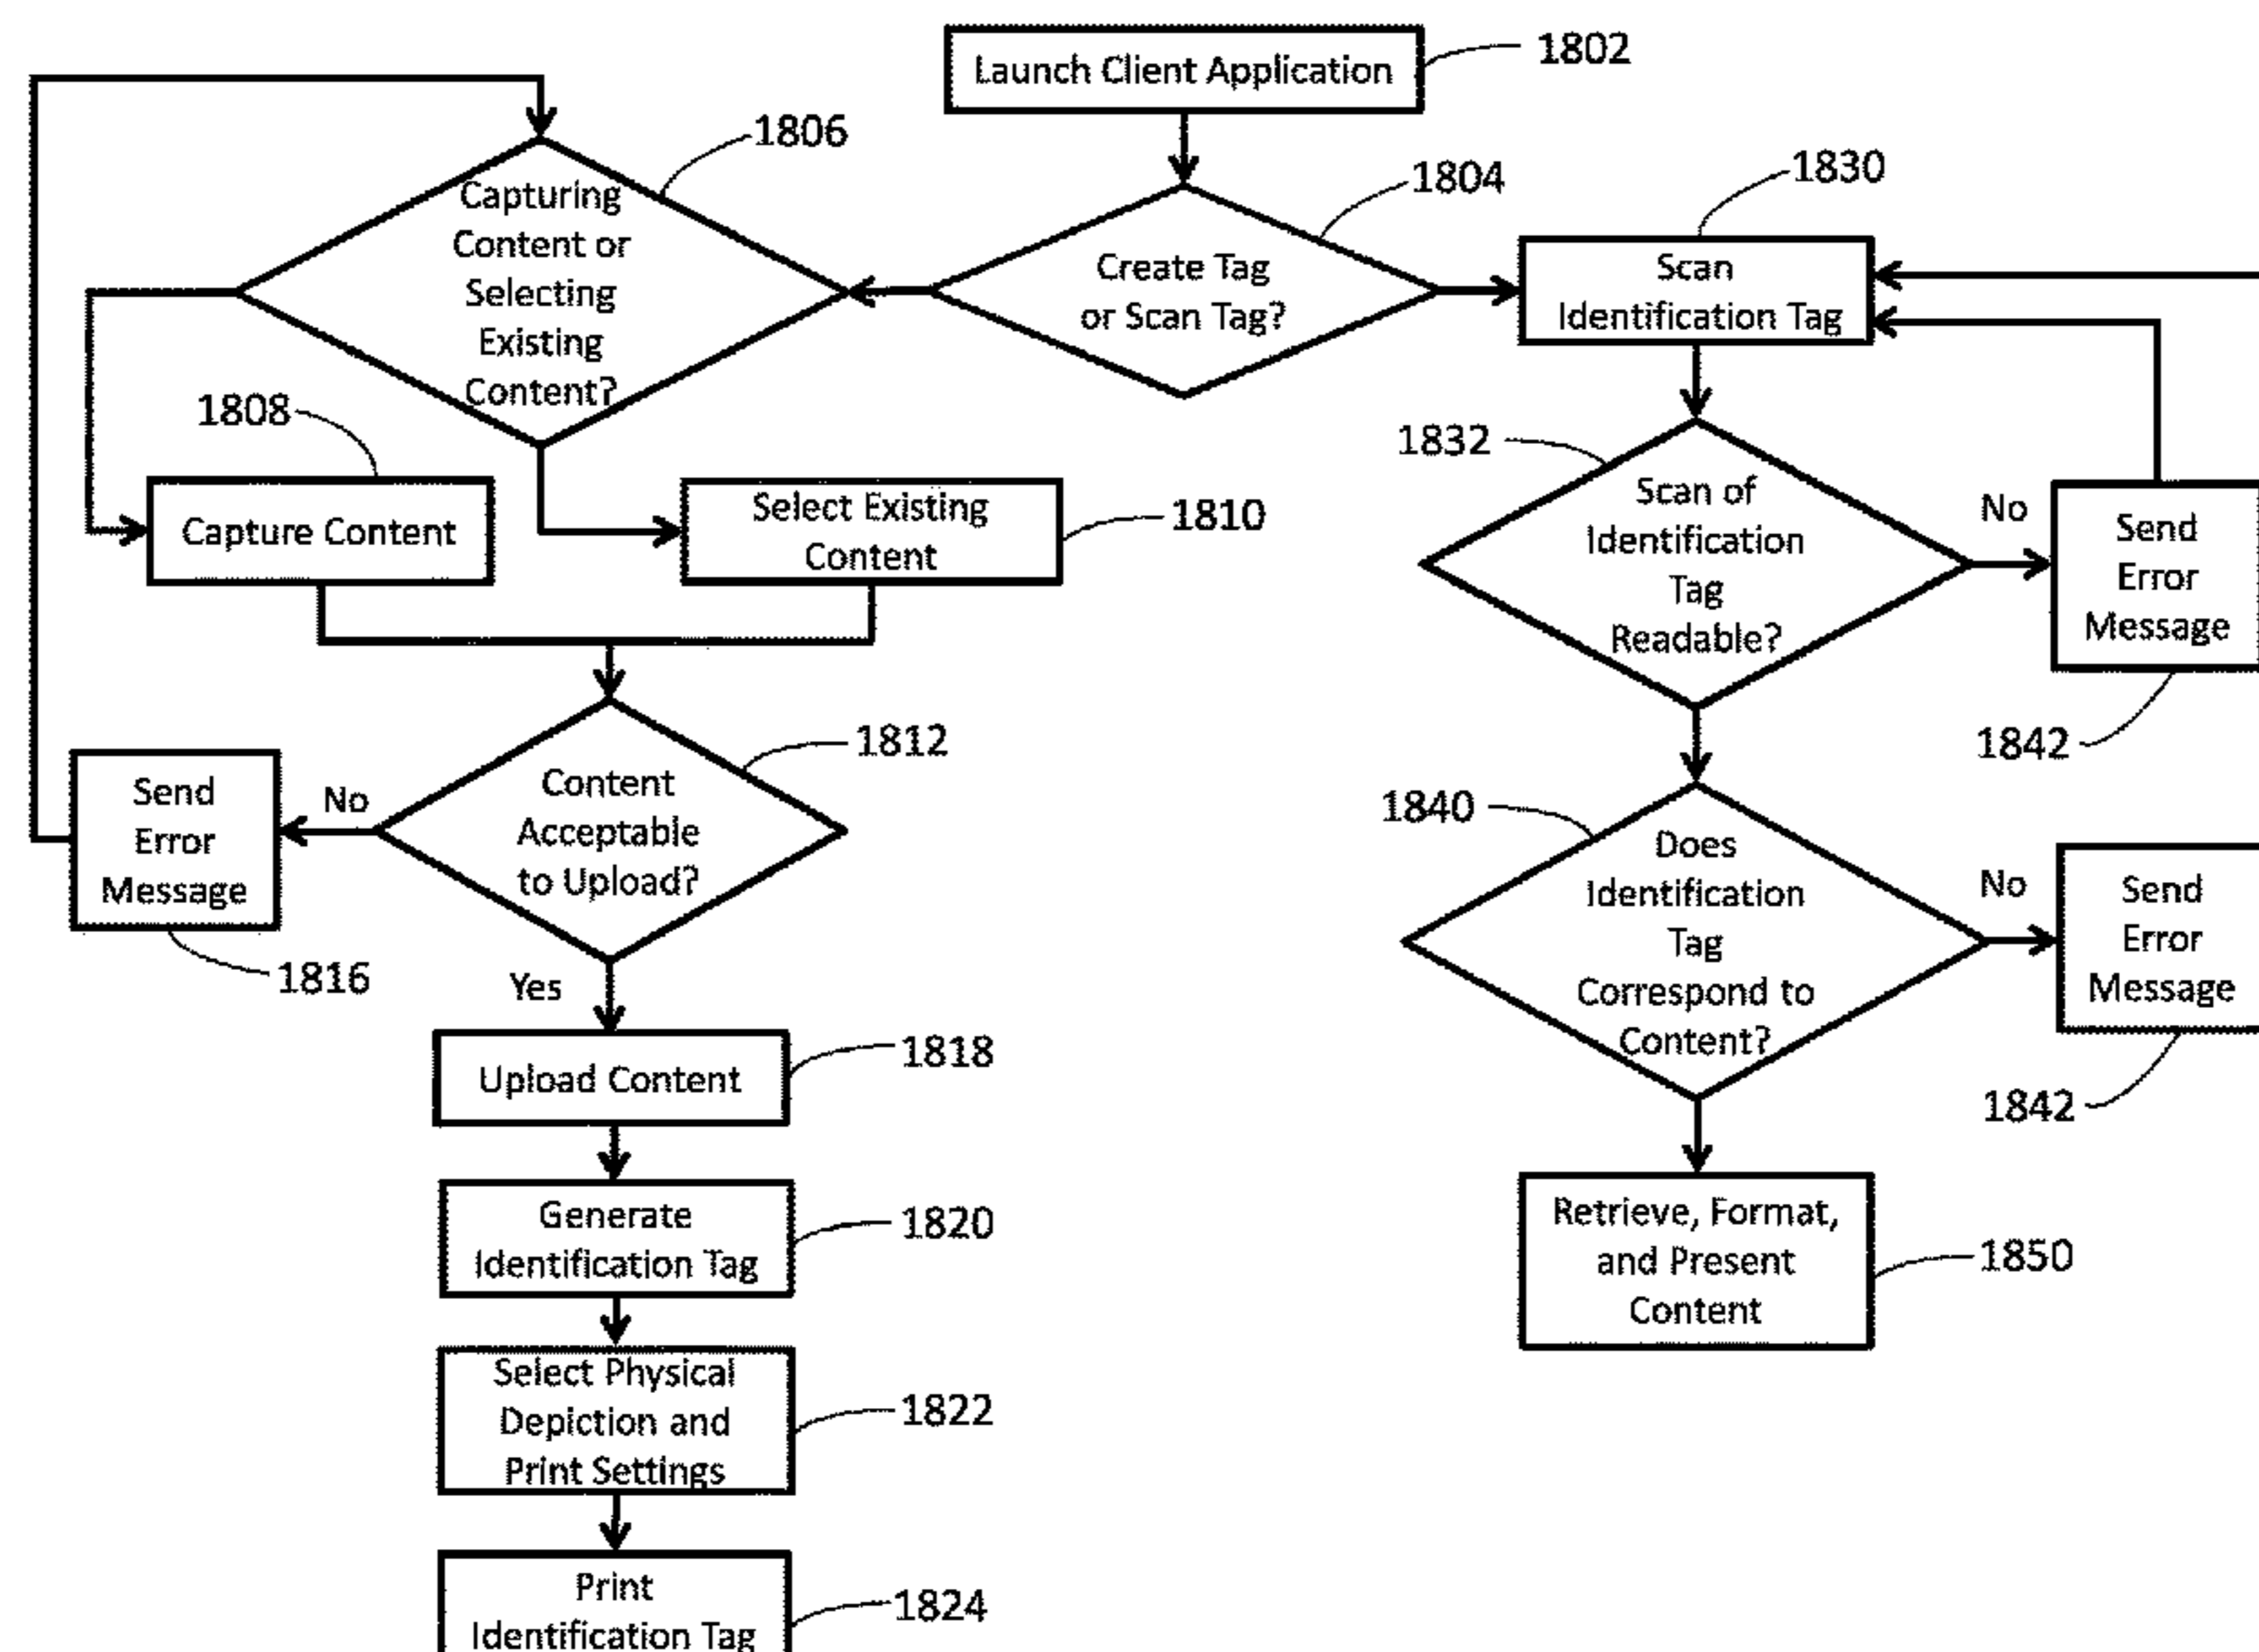 Launch Client Application
1802
1806
Capturing
Content or
Selecting
Existing
Content?
1804
Create Tag
or Scan Tag?
1830
Scan
Identification Tag
1808
Capture Content
Select Existing
Content
1810
1832
Scan of
Identification
Tag
Readable?
No
Send
Error
Message
1842
1812
Content
Acceptable
to Upload?
No
Send
Error
Message
1816
Yes
1840
Does
Identification
Tag
Correspond to
Content?
No
Send
Error
Message
1842
Upload Content
1818
Generate
Identification Tag
1820
Retrieve, Format,
and Present
Content
1850
Select Physical
Depiction and
Print Settings
1822
Print
Identification Tag
1824